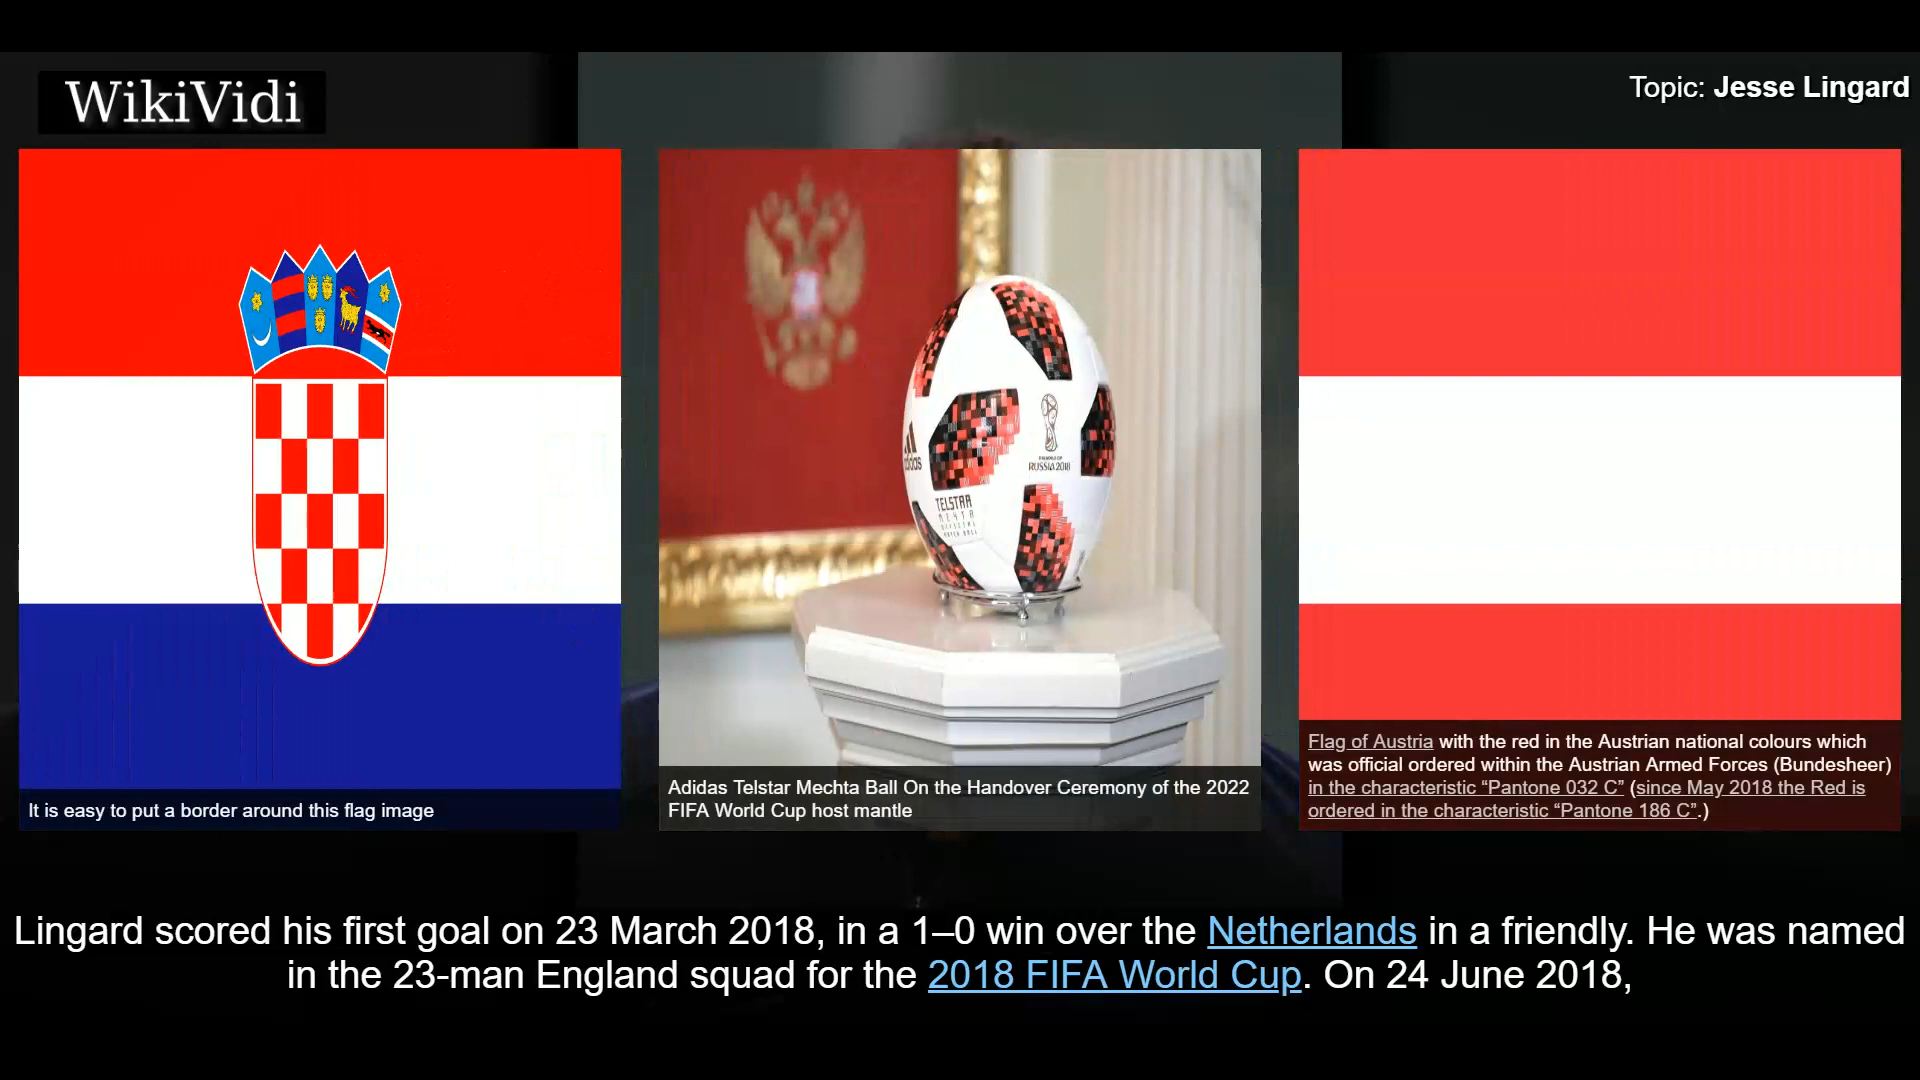 WikiVidi
Topic: Jesse Lingard
adidas
RUSSIA 2018
TELSTAR
It is easy to put a border around this flag image
Adidas Telstar Mechta Ball On the Handover Ceremony of the 2022
FIFA World Cup host mantle
Flag of Austria with the red in the Austrian national colours which
was official ordered within the Austrian Armed Forces (Bundesheer)
in the characteristic “Pantone 032 C” (since May 2018 the Red is
ordered in the characteristic “Pantone 186 C”.)
Lingard scored his first goal on 23 March 2018, in a 1–0 win over the Netherlands in a friendly. He was named
in the 23-man England squad for the 2018 FIFA World Cup. On 24 June 2018,